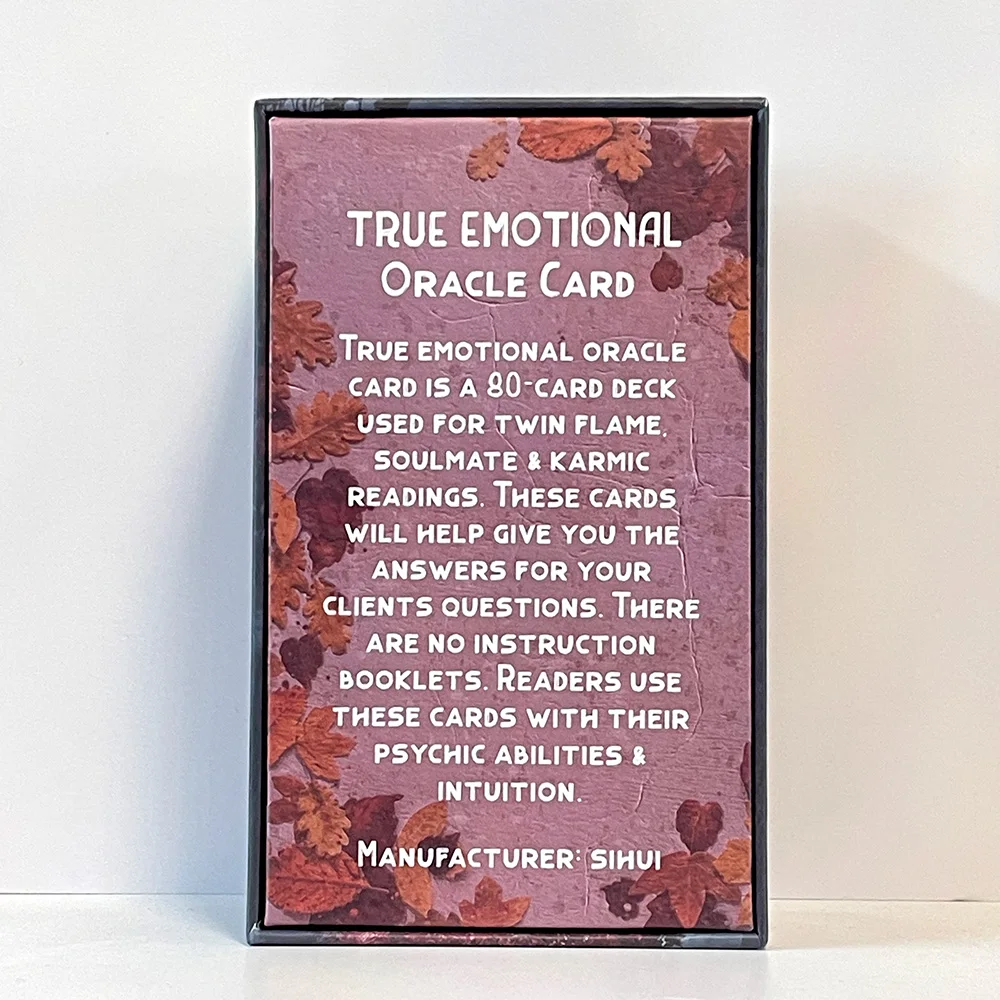 TRUE EMOTIONAL
ORACLE CARD
TRUE EMOTIONAL ORACLE
CARD IS A 80-CARD DECK
USED FOR TWIN FLAME,
SOULMATE & KARMIC
READINGS. THESE CARDS
WILL HELP GIVE YOU THE
ANSWERS FOR YOUR
CLIENTS QUESTIONS. THERE
ARE NO INSTRUCTION
BOOKLETS. READERS USE
THESE CARDS WITH THEIR
PSYCHIC ABILITIES &
INTUITION.
MANUFACTURER: SIHUI